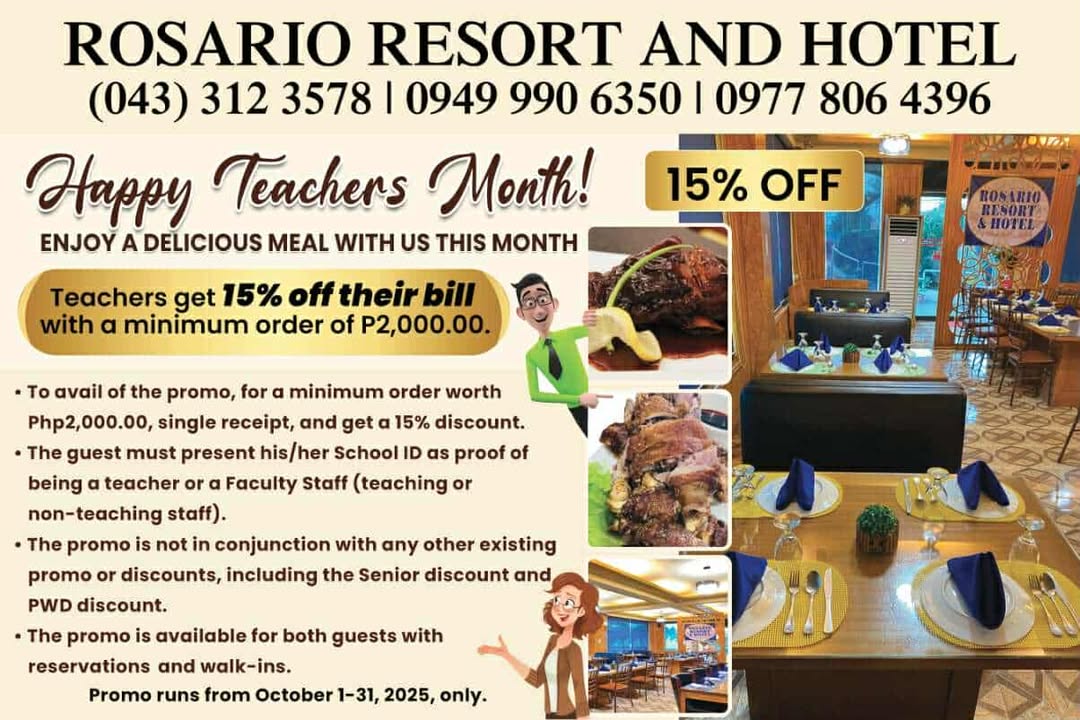 ROSARIO RESORT AND HOTEL
(043) 312 3578 | 0949 990 6350 | 0977 806 4396
Happy Teachers Month!
ENJOY A DELICIOUS MEAL WITH US THIS MONTH
15% OFF
Teachers get 15% off their bill
with a minimum order of P2,000.00.
• To avail of the promo, for a minimum order worth
Php2,000.00, single receipt, and get a 15% discount.
• The guest must present his/her School ID as proof of
being a teacher or a Faculty Staff (teaching or
non-teaching staff).
• The promo is not in conjunction with any other existing
promo or discounts, including the Senior discount and
PWD discount.
• The promo is available for both guests with
reservations and walk-ins.
Promo runs from October 1-31, 2025, only.
ROSARIO
RESORT
& HOTEL
ROSARIO
RESORT
& HOTEL